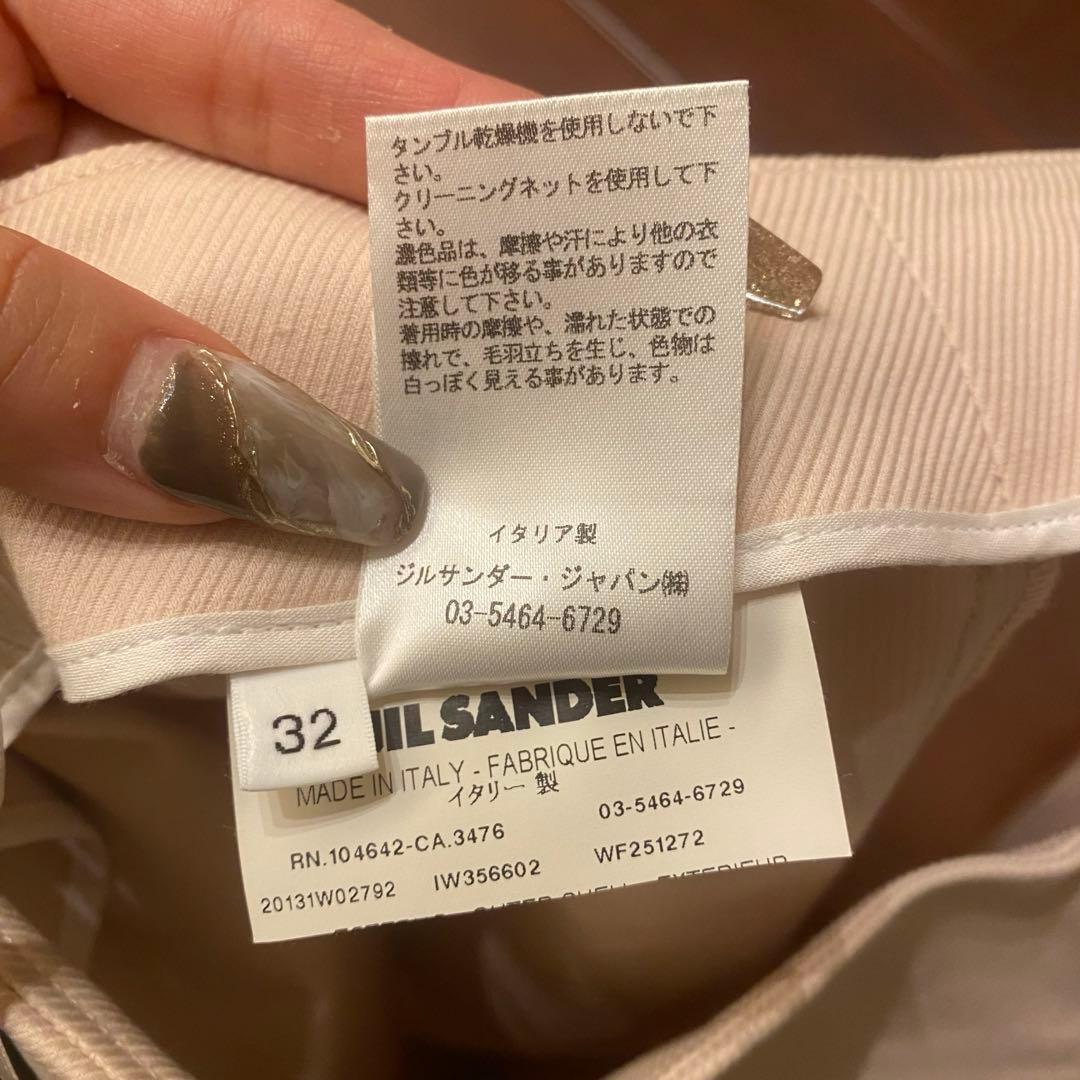 タンブル乾燥機を使用しないで下
さい。
クリーニングネットを使用して下
さい。
濃色品は、摩擦や汗により他の衣
類等に色が移る事がありますので
注意して下さい。
着用時の摩擦や、濡れた状態での
擦れで、毛羽立ちを生じ、色物は
白っぽく見える事があります。
イタリア製
ジルサンダー・ジャパン㈱
03-5464-6729
32
JIL SANDER
MADE IN ITALY - FABRIQUE EN ITALIE -
イタリー 製
RN.104642-CA.3476
03-5464-6729
20131W02792
IW356602
WF251272